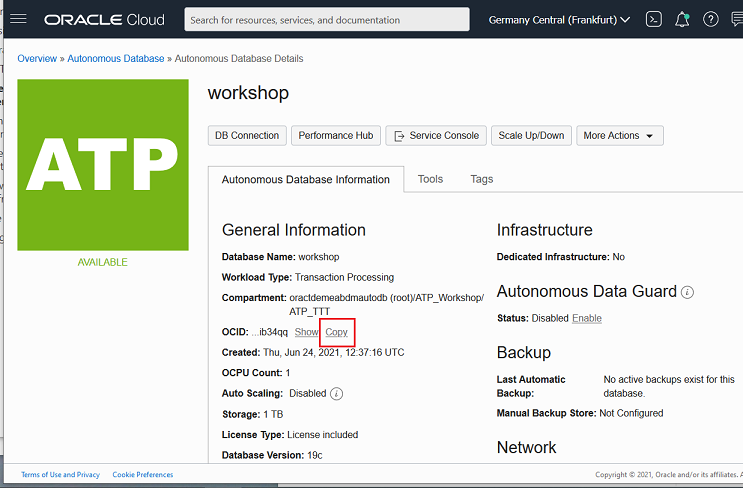 ORACLE Cloud
Search for resources, services, and documentation
Germany Central (Frankfurt)
Overview » Autonomous Database » Autonomous Database Details
ATP
AVAILABLE
workshop
DB Connection
Performance Hub
Service Console
Scale Up/Down
More Actions
Autonomous Database Information
Tools
Tags
General Information
Database Name: workshop
Workload Type: Transaction Processing
Compartment: oractdemeabdmautodb (root)/ATP_Workshop/
ATP_TTT
OCID: ...ib34qq Show Copy
Created: Thu, Jun 24, 2021, 12:37:16 UTC
OCPU Count: 1
Auto Scaling: Disabled
Storage: 1 TB
License Type: License included
Database Version: 19c
Infrastructure
Dedicated Infrastructure: No
Autonomous Data Guard
Status: Disabled Enable
Backup
Last Automatic Backup: No active backups exist for this
database.
Manual Backup Store: Not Configured
Network
Terms of Use and Privacy
Cookie Preferences
Copyright © 2021, Oracle and/or its affiliates.